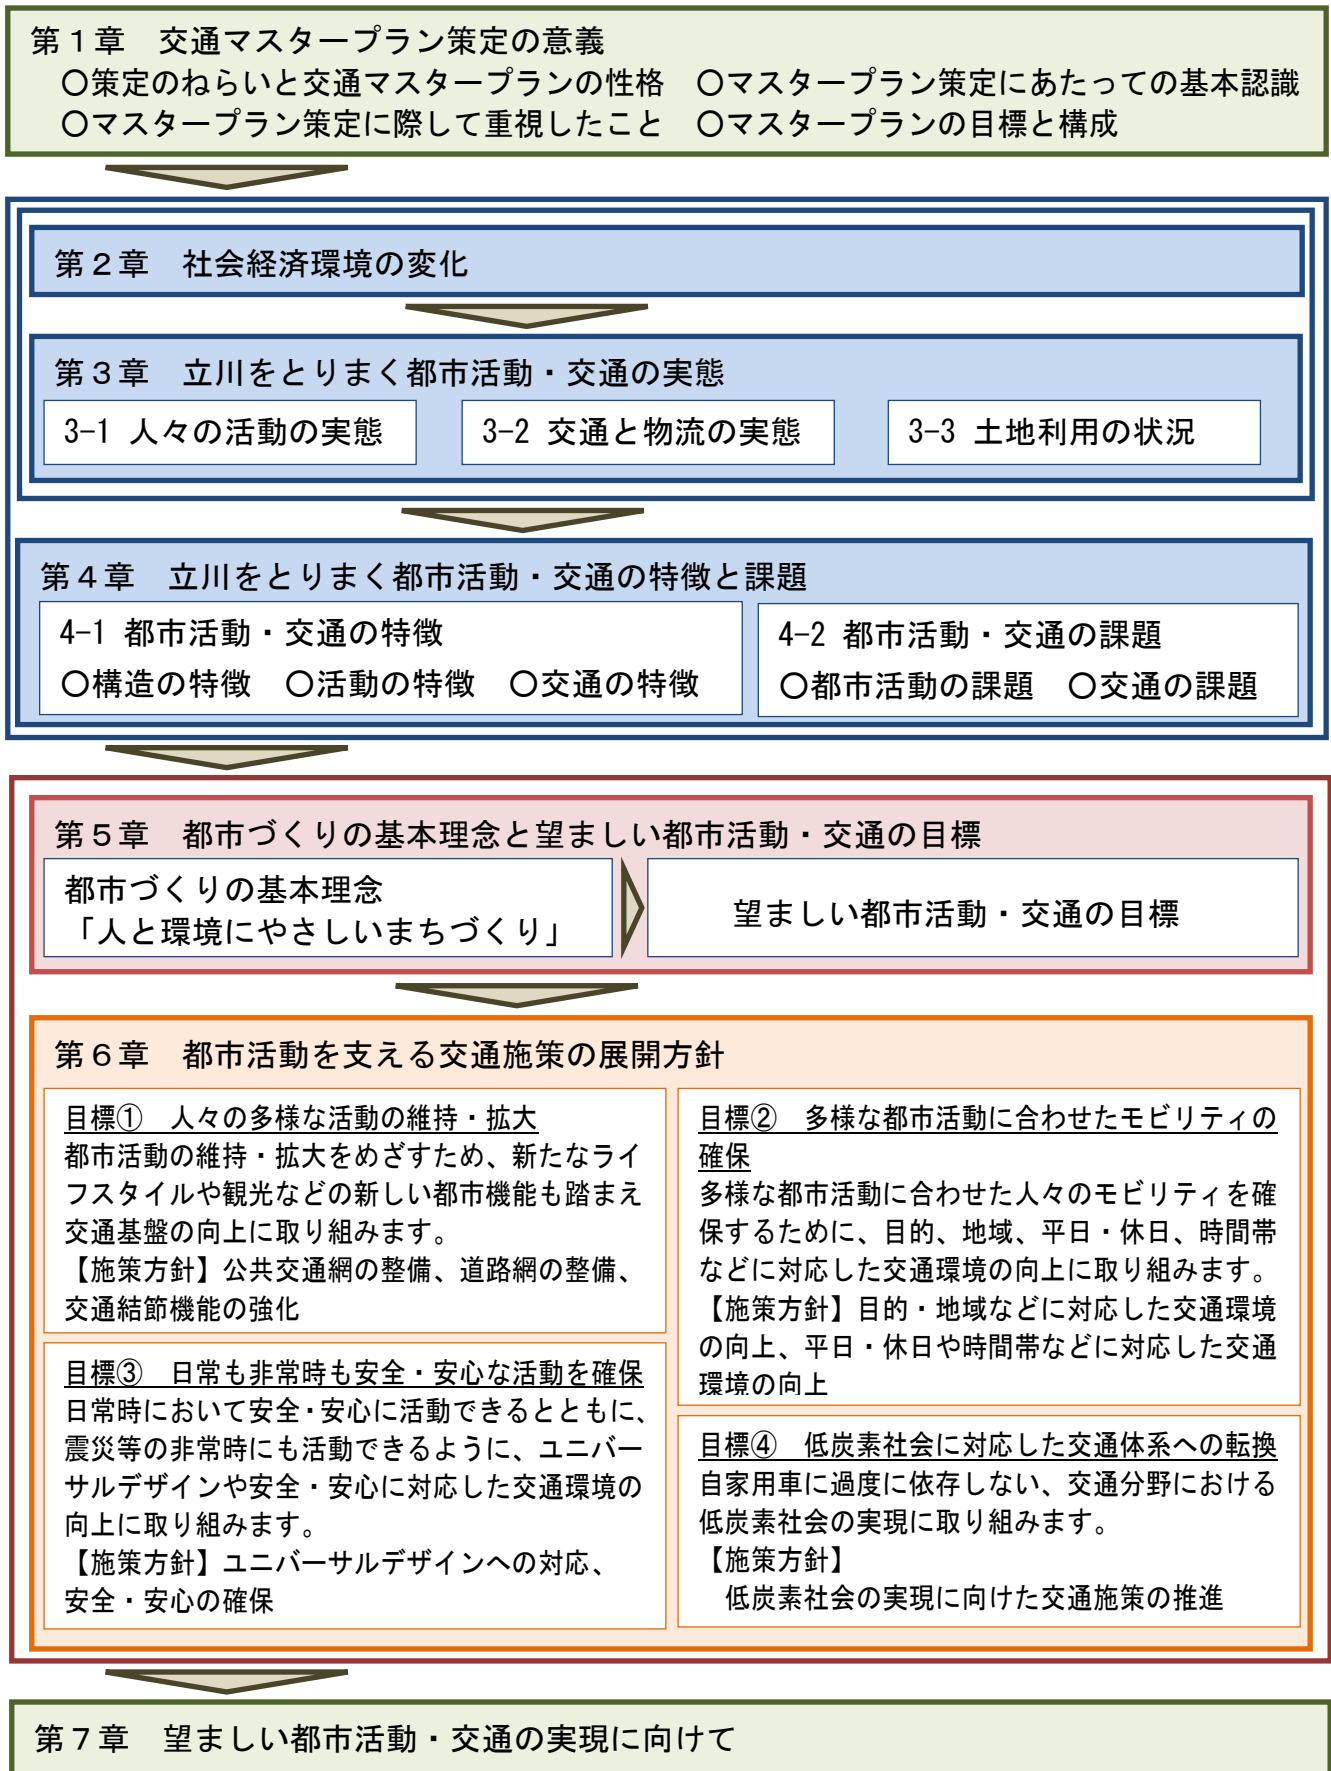 第１章　交通マスタープラン策定の意義
〇策定のねらいと交通マスタープランの性格　〇マスタープラン策定にあたっての基本認識
〇マスタープラン策定に際して重視したこと　〇マスタープランの目標と構成
第２章　社会経済環境の変化
第３章　立川をとりまく都市活動・交通の実態
3-1 人々の活動の実態
3-2 交通と物流の実態
3-3 土地利用の状況
第４章　立川をとりまく都市活動・交通の特徴と課題
4-1 都市活動・交通の特徴
〇構造の特徴　〇活動の特徴　〇交通の特徴
4-2 都市活動・交通の課題
〇都市活動の課題　〇交通の課題
第５章　都市づくりの基本理念と望ましい都市活動・交通の目標
都市づくりの基本理念
「人と環境にやさしいまちづくり」
望ましい都市活動・交通の目標
第６章　都市活動を支える交通施策の展開方針
目標①　人々の多様な活動の維持・拡大
都市活動の維持・拡大をめざすため、新たなライ
フスタイルや観光などの新しい都市機能も踏まえ
交通基盤の向上に取り組みます。
【施策方針】公共交通網の整備、道路網の整備、
交通結節機能の強化
目標②　多様な都市活動に合わせたモビリティの
確保
多様な都市活動に合わせた人々のモビリティを確
保するために、目的、地域、平日・休日、時間帯
などに対応した交通環境の向上に取り組みます。
【施策方針】目的・地域などに対応した交通環境
の向上、平日・休日や時間帯などに対応した交通
環境の向上
目標③　日常も非常時も安全・安心な活動を確保
日常時において安全・安心に活動できるとともに、
震災等の非常時にも活動できるように、ユニバー
サルデザインや安全・安心に対応した交通環境の
向上に取り組みます。
【施策方針】ユニバーサルデザインへの対応、
安全・安心の確保
目標④　低炭素社会に対応した交通体系への転換
自家用車に過度に依存しない、交通分野における
低炭素社会の実現に取り組みます。
【施策方針】
低炭素社会の実現に向けた交通施策の推進
第７章　望ましい都市活動・交通の実現に向けて